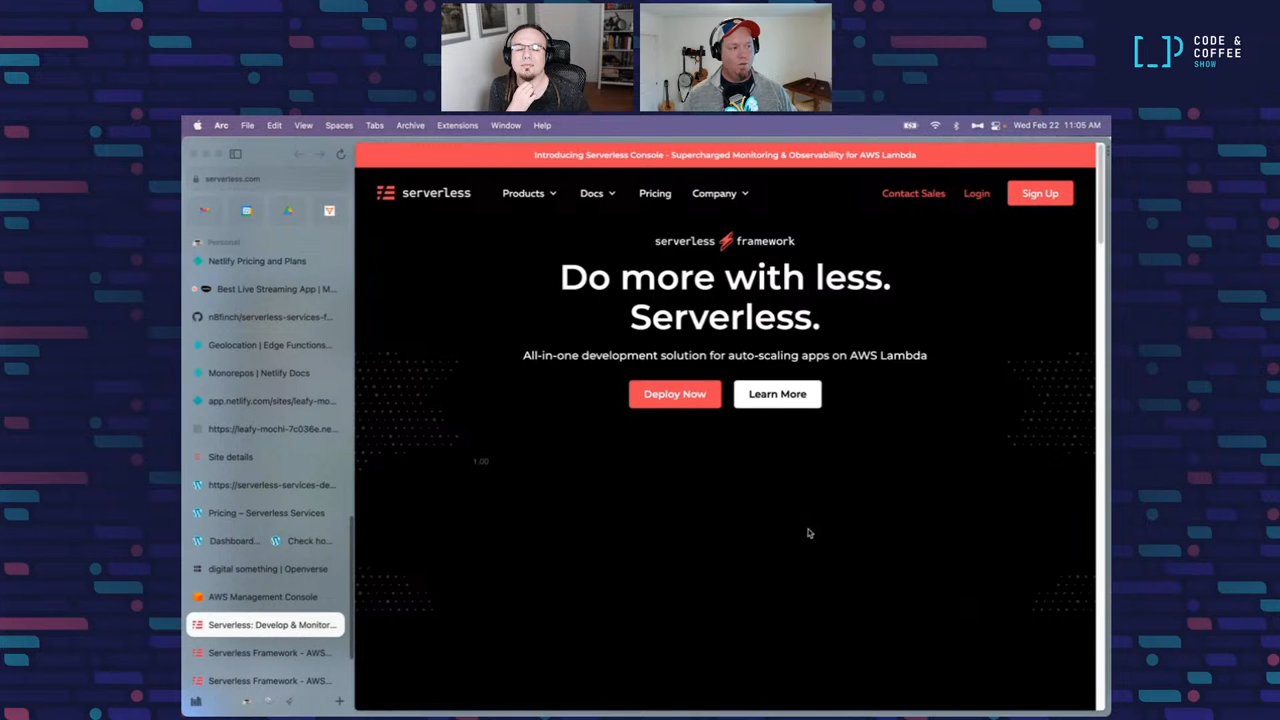 CODE &
COFFEE
SHOW
Arc File Edit View Spaces Tabs Archive Extensions Window Help
Wed Feb 22 11:05 AM
serverless.com
Personal
Netlify Pricing and Plans
Best Live Streaming App | M...
n8finch/serverless-services-f...
Geolocation | Edge Functions...
Monorepos | Netlify Docs
app.netlify.com/sites/leafy-mo...
https://leafy-mochi-7c036e.ne...
Site details
https://serverless-services-de...
Pricing – Serverless Services
Dashboard... Check ho...
digital something | Openverse
AWS Management Console
Serverless: Develop & Monitor...
Serverless Framework - AWS...
Serverless Framework - AWS...
Introducing Serverless Console - Supercharged Monitoring & Observability for AWS Lambda
serverless Products Docs Pricing Company Contact Sales Login Sign Up
serverless framework
Do more with less.
Serverless.
All-in-one development solution for auto-scaling apps on AWS Lambda
Deploy Now Learn More
1.00